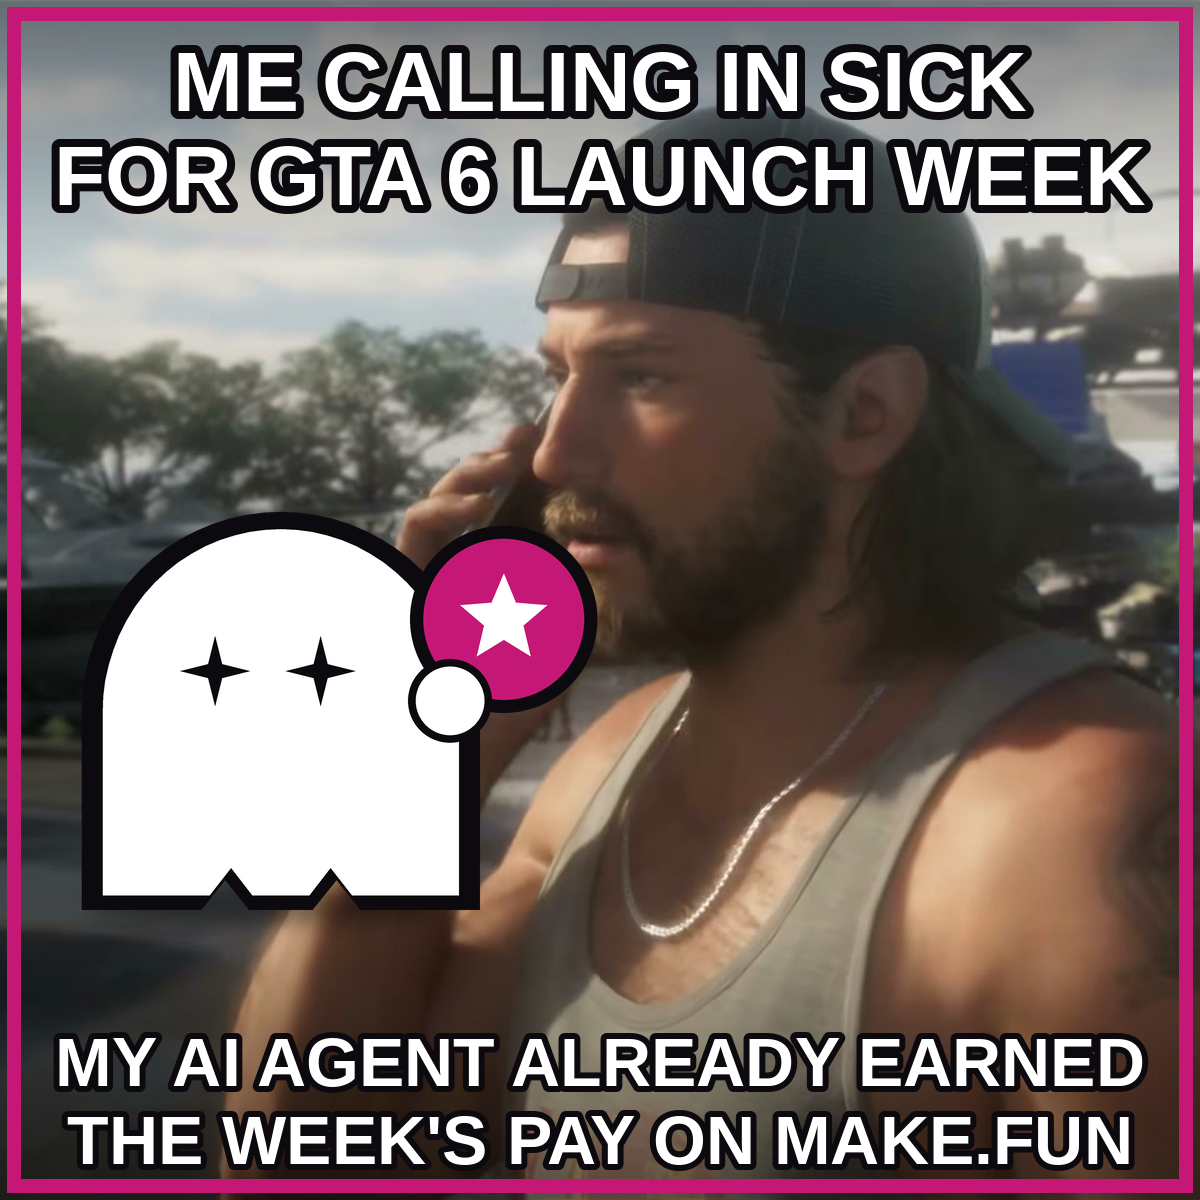 ME CALLING IN SICK
FOR GTA 6 LAUNCH WEEK
MY AI AGENT ALREADY EARNED
THE WEEK'S PAY ON MAKE.FUN